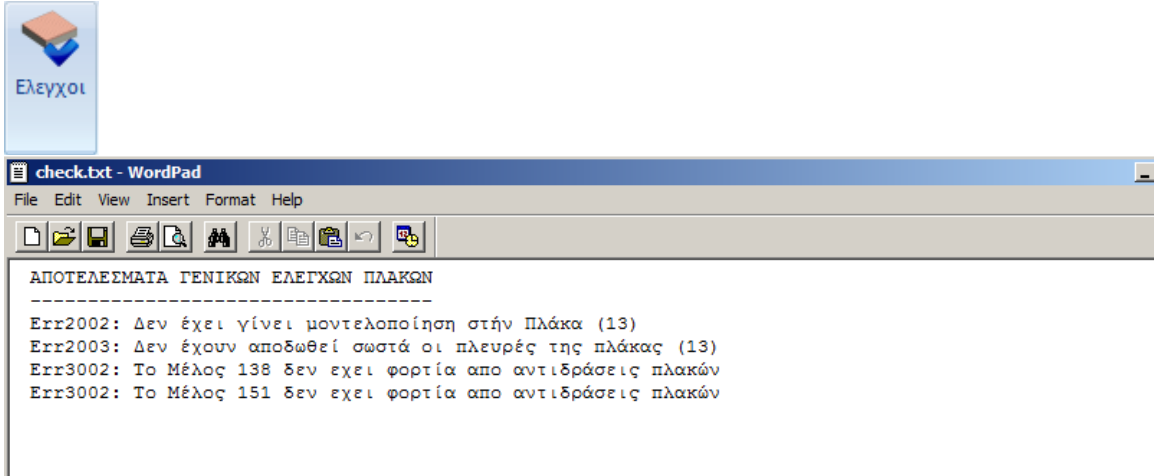 Ελεγχοι
check.txt - WordPad
File Edit View Insert Format Help
ΑΠΟΤΕΛΕΣΜΑΤΑ ΓΕΝΙΚΩΝ ΕΛΕΓΧΩΝ ΠΛΑΚΩΝ
-----------------------------------
Err2002: Δεν έχει γίνει μοντελοποίηση στήν Πλάκα (13)
Err2003: Δεν έχουν αποδωθεί σωστά οι πλευρές της πλάκας (13)
Err3002: Το Μέλος 138 δεν εχει φορτία απο αντιδράσεις πλακών
Err3002: Το Μέλος 151 δεν εχει φορτία απο αντιδράσεις πλακών